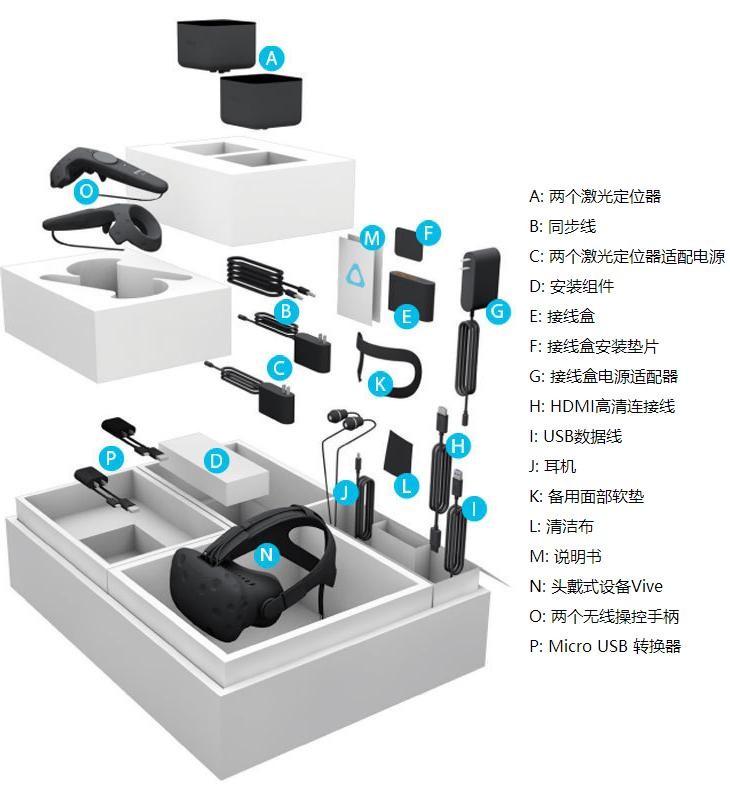 A
O
M
F
B
E
G
C
K
P
D
H
J
L
I
N
A: 两个激光定位器
B: 同步线
C: 两个激光定位器适配电源
D: 安装组件
E: 接线盒
F: 接线盒安装垫片
G: 接线盒电源适配器
H: HDMI高清连接线
I: USB数据线
J: 耳机
K: 备用面部软垫
L: 清洁布
M: 说明书
N: 头戴式设备Vive
O: 两个无线操控手柄
P: Micro USB 转换器